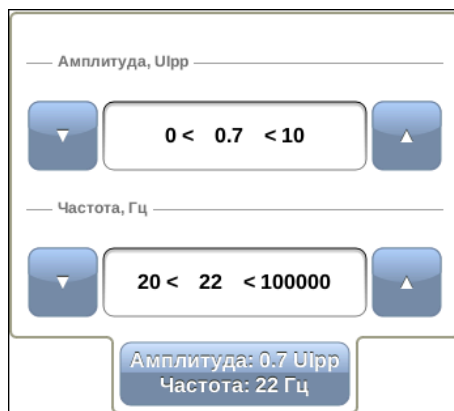 Амплитуда, UIpp
▼ 0 < 0.7 < 10 ▲
Частота, Гц
▼ 20 < 22 < 100000 ▲
Амплитуда: 0.7 UIpp
Частота: 22 Гц